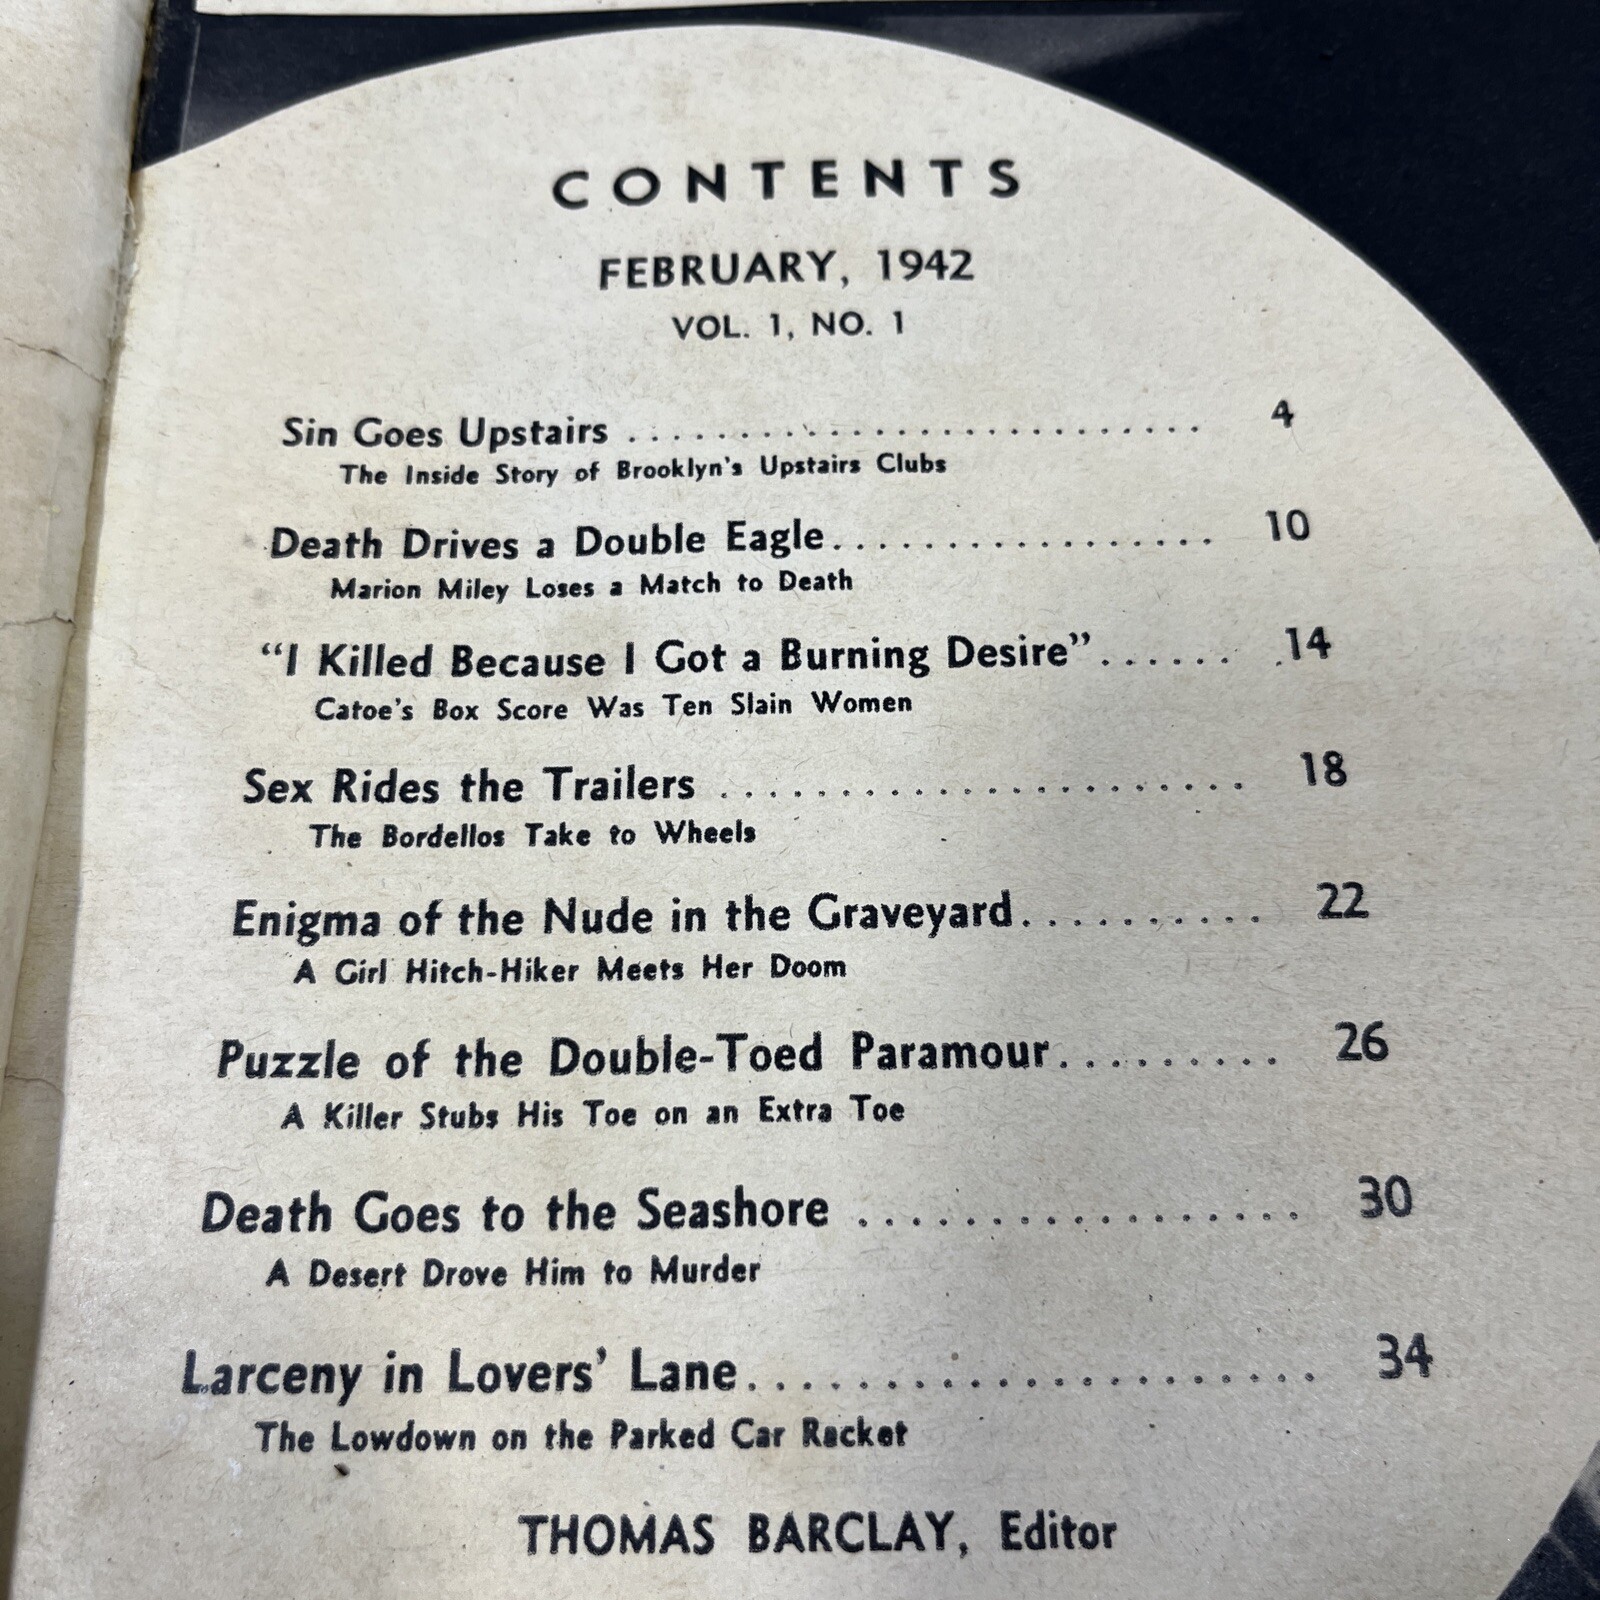 CONTENTS
FEBRUARY, 1942
VOL. 1, NO. 1
Sin Goes Upstairs ............................ 4
The Inside Story of Brooklyn's Upstairs Clubs
Death Drives a Double Eagle................. 10
Marion Miley Loses a Match to Death
"I Killed Because I Got a Burning Desire"...... 14
Catoe's Box Score Was Ten Slain Women
Sex Rides the Trailers ...................... 18
The Bordellos Take to Wheels
Enigma of the Nude in the Graveyard.......... 22
A Girl Hitch-Hiker Meets Her Doom
Puzzle of the Double-Toed Paramour......... 26
A Killer Stubs His Toe on an Extra Toe
Death Goes to the Seashore ................. 30
A Desert Drove Him to Murder
Larceny in Lovers' Lane..................... 34
The Lowdown on the Parked Car Racket
THOMAS BARCLAY, Editor